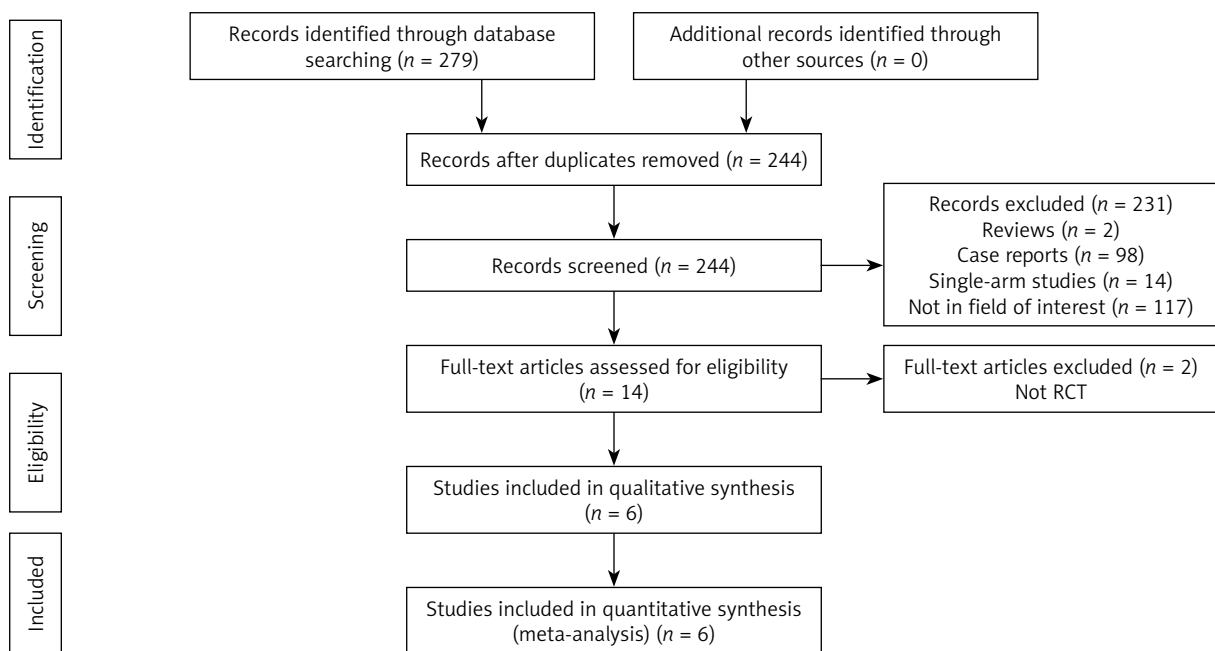 Identification
Records identified through database
searching (n = 279)
Additional records identified through
other sources (n = 0)
Records after duplicates removed (n = 244)
Screening
Records screened (n = 244)
Records excluded (n = 231)
Reviews (n = 2)
Case reports (n = 98)
Single-arm studies (n = 14)
Not in field of interest (n = 117)
Eligibility
Full-text articles assessed for eligibility
(n = 14)
Full-text articles excluded (n = 2)
Not RCT
Studies included in qualitative synthesis
(n = 6)
Included
Studies included in quantitative synthesis
(meta-analysis) (n = 6)